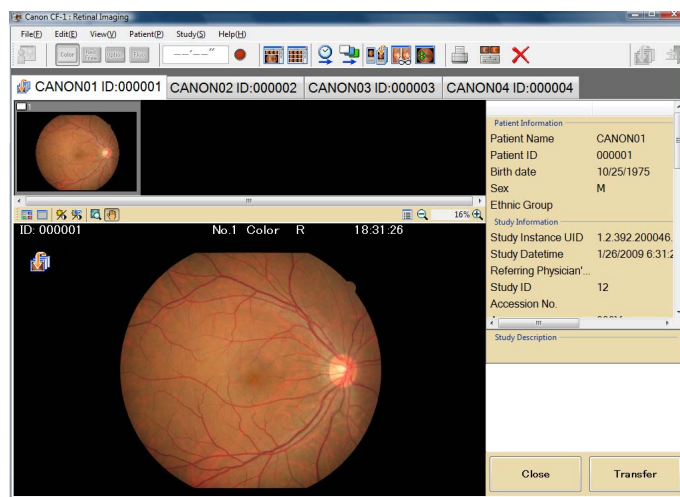 Canon CF-1 : Retinal Imaging
File(F) Edit(E) View(V) Patient(P) Study(S) Help(H)
Color Red Free Cobalt Fluo --'--"
CANON01 ID:000001 CANON02 ID:000002 CANON03 ID:000003 CANON04 ID:000004
1
Patient Information
Patient Name CANON01
Patient ID 000001
Birth date 10/25/1975
Sex M
Ethnic Group
Study Information
Study Instance UID 1.2.392.200046.
Study Datetime 1/26/2009 6:31:2
Referring Physician'...
Study ID 12
Accession No.
Study Description
16%
ID: 000001 No.1 Color R 18:31:26
Close Transfer